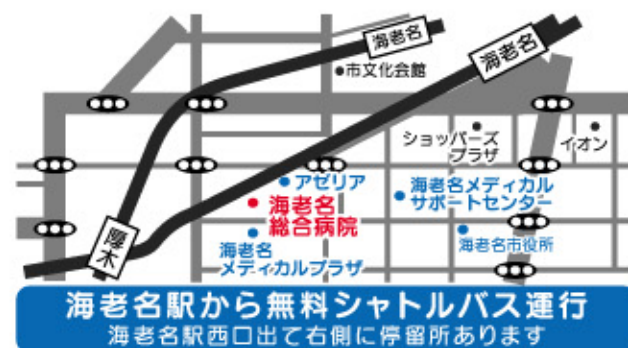 海老名
海老名
●市文化会館
ショッパーズ
プラザ
イオン
アゼリア
海老名
総合病院
海老名メディカル
サポートセンター
海老名
メディカルプラザ
海老名市役所
厚木
海老名駅から無料シャトルバス運行
海老名駅西口出て右側に停留所あります